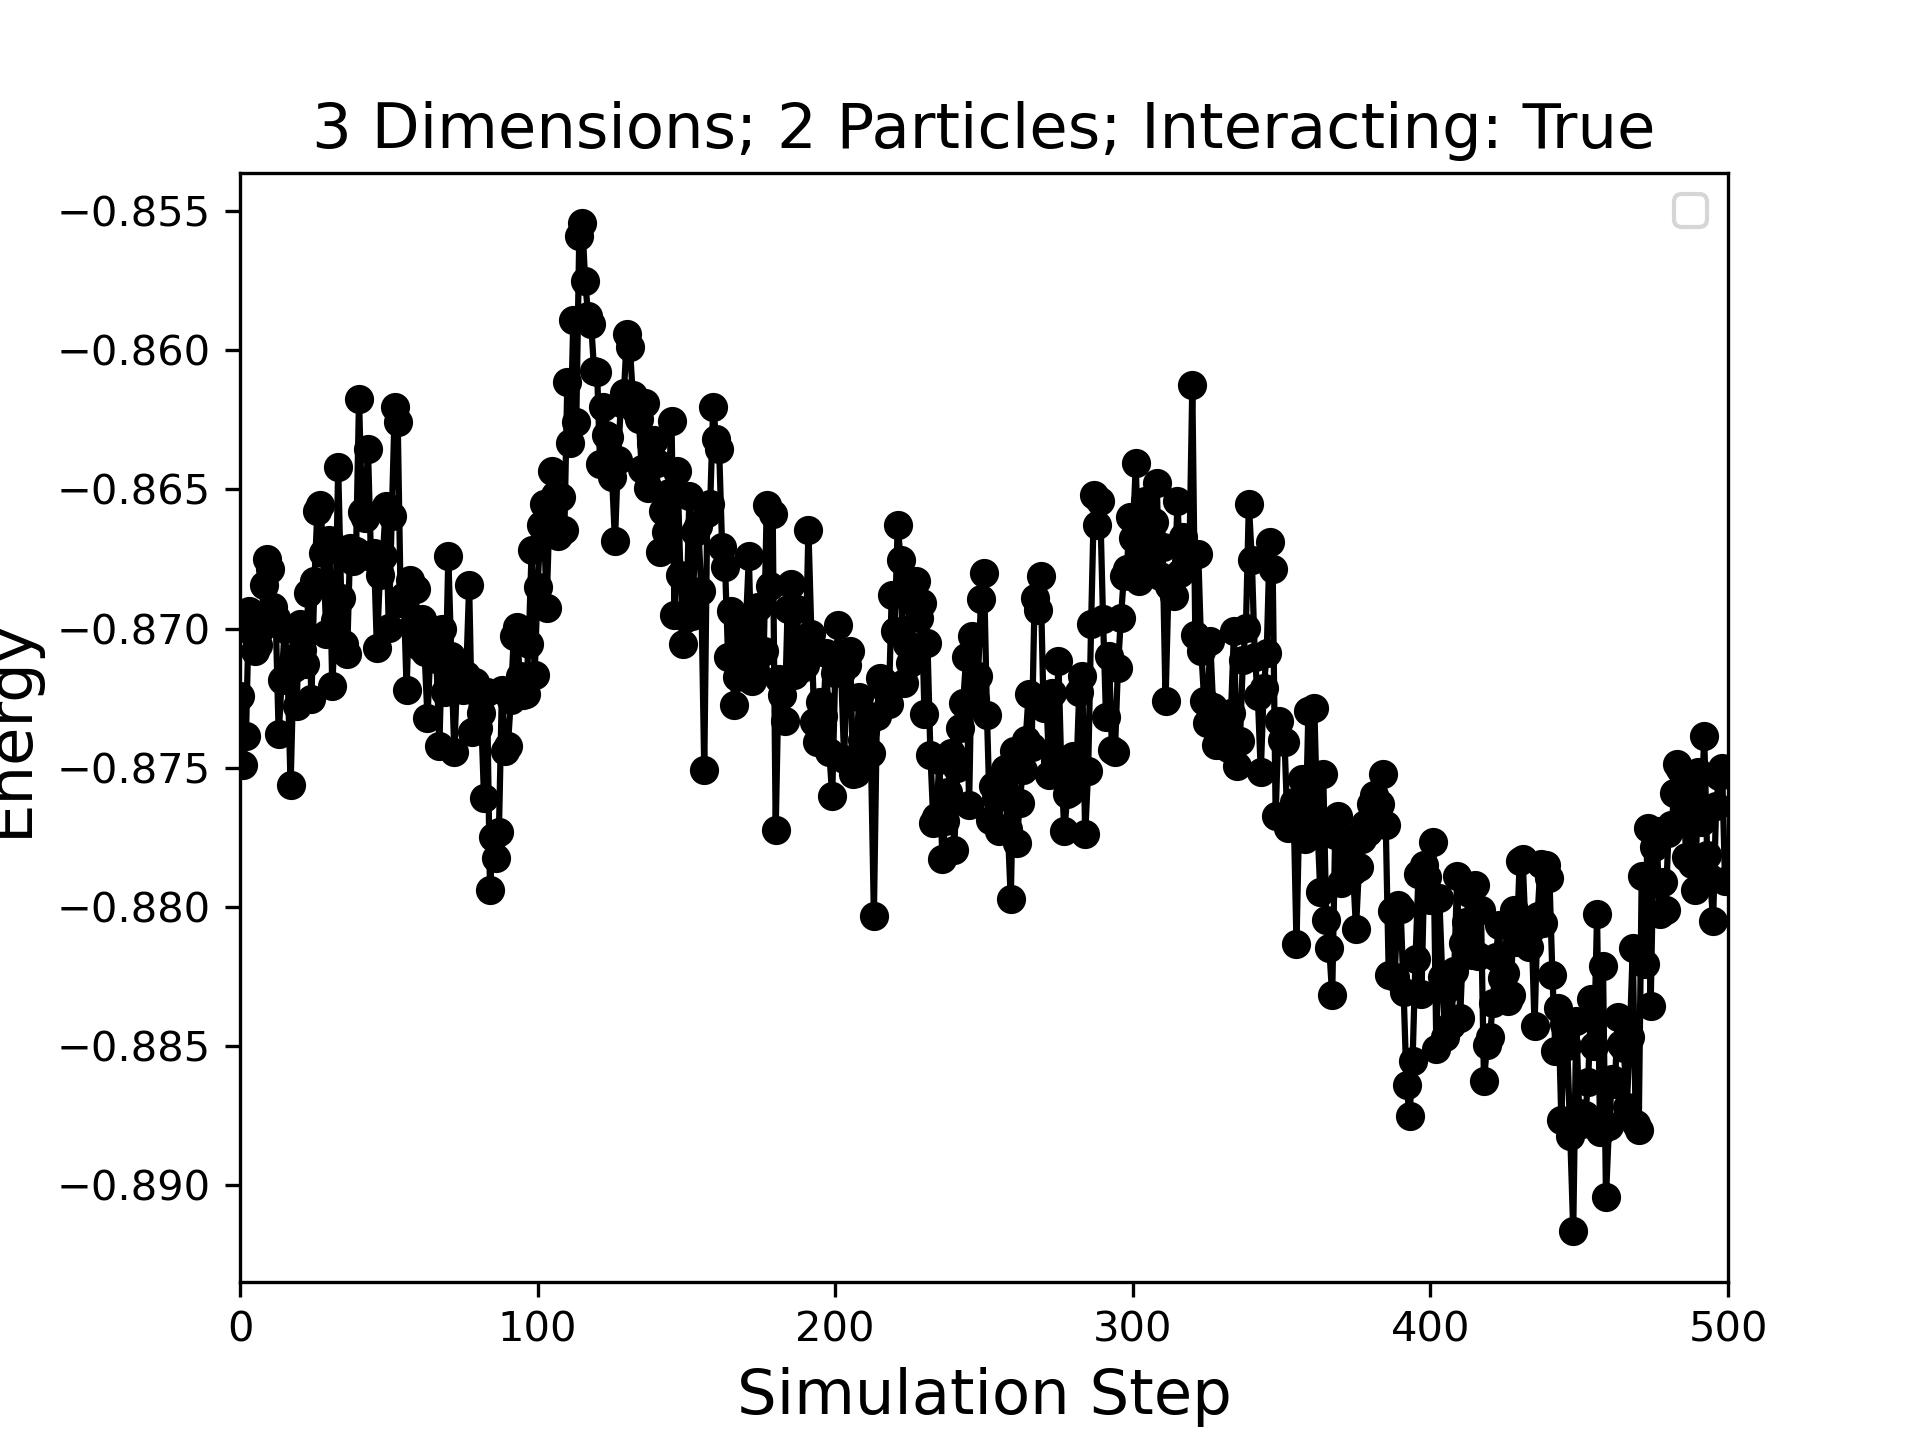 3 Dimensions; 2 Particles; Interacting: True
−0.855
−0.860
−0.865
−0.870
−0.875
−0.880
−0.885
−0.890
Energy
0 100 200 300 400 500
Simulation Step